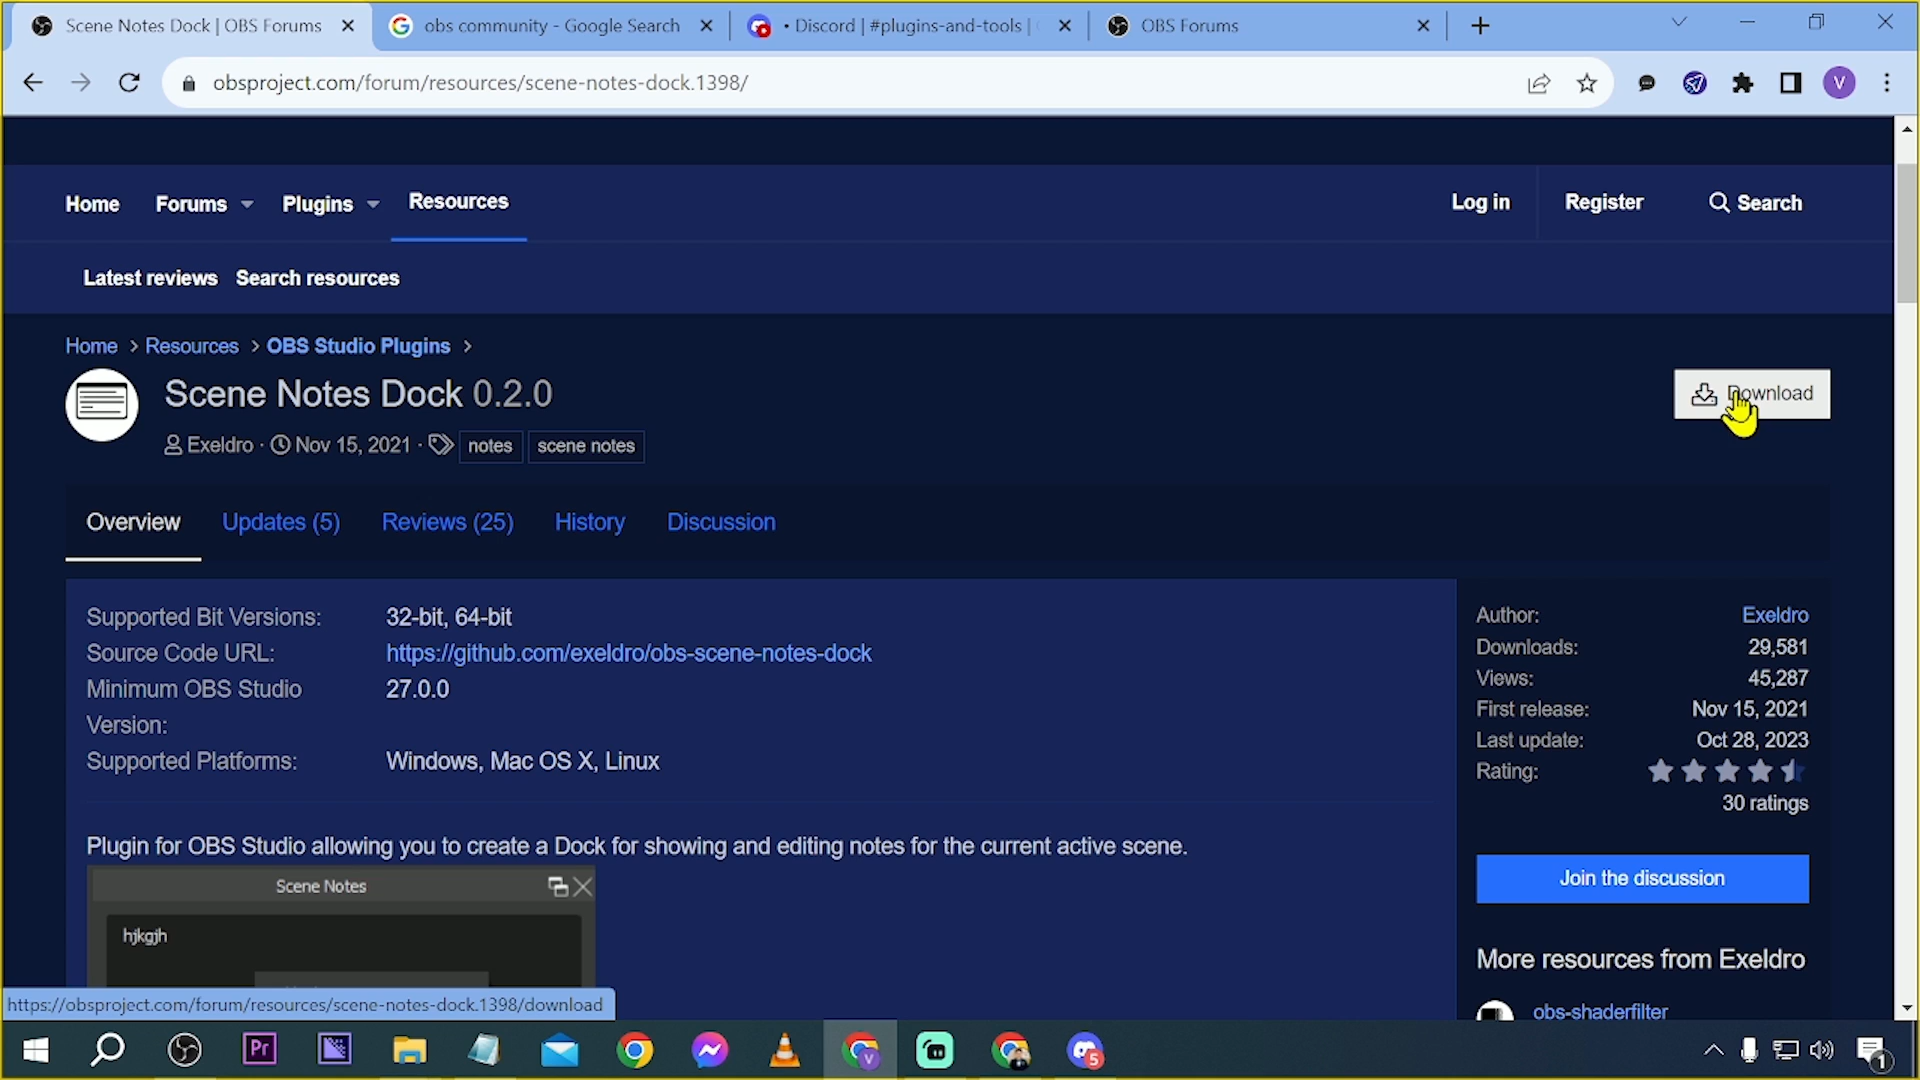 Scene Notes Dock | OBS Forums
obs community - Google Search
• Discord | #plugins-and-tools |
OBS Forums
obsproject.com/forum/resources/scene-notes-dock.1398/
V
Home
Forums
Plugins
Resources
Log in
Register
Search
Latest reviews
Search resources
Home > Resources > OBS Studio Plugins >
Scene Notes Dock 0.2.0
Download
Exeldro · Nov 15, 2021 ·
notes
scene notes
Overview
Updates (5)
Reviews (25)
History
Discussion
Supported Bit Versions:
32-bit, 64-bit
Source Code URL:
https://github.com/exeldro/obs-scene-notes-dock
Minimum OBS Studio
Version:
27.0.0
Supported Platforms:
Windows, Mac OS X, Linux
Plugin for OBS Studio allowing you to create a Dock for showing and editing notes for the current active scene.
Scene Notes
hjkgjh
Author:
Exeldro
Downloads:
29,581
Views:
45,287
First release:
Nov 15, 2021
Last update:
Oct 28, 2023
Rating:
30 ratings
Join the discussion
More resources from Exeldro
obs-shaderfilter
https://obsproject.com/forum/resources/scene-notes-dock.1398/download
Pr
V
5
1